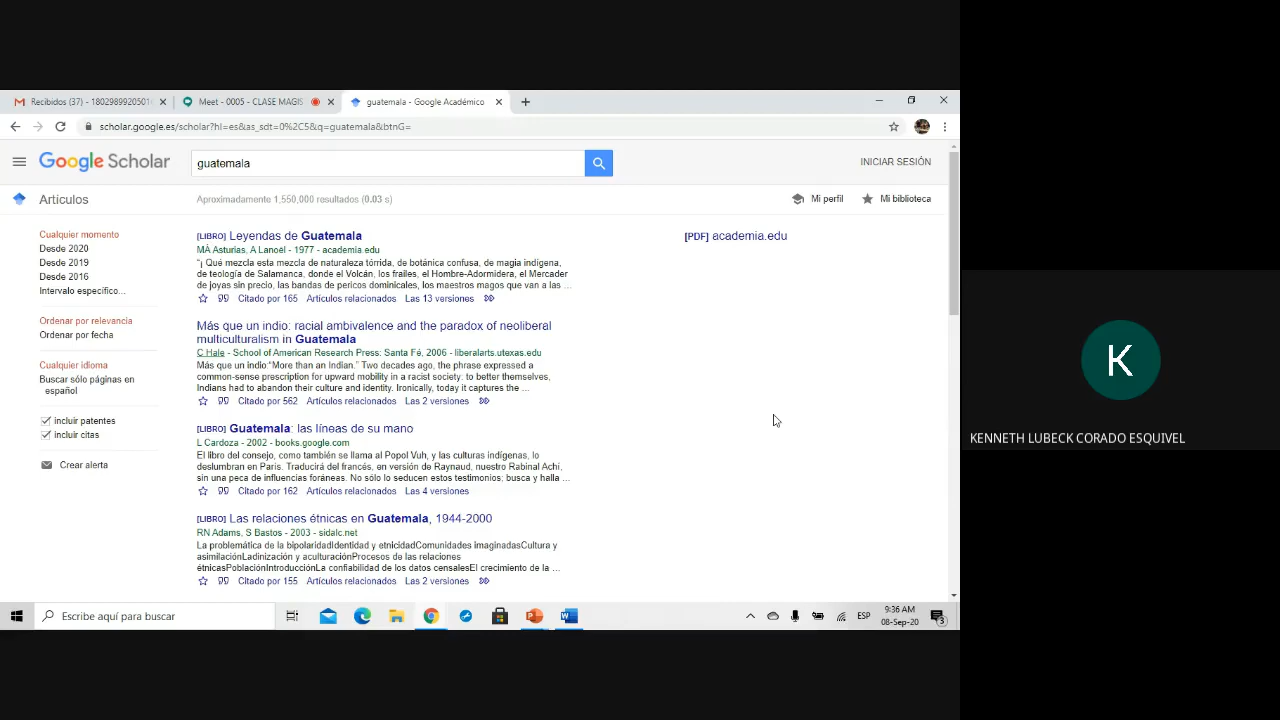 Recibidos (37) - 1802989920501
Meet - 0005 - CLASE MAGIS
guatemala - Google Académico
scholar.google.es/scholar?hl=es&as_sdt=0%2C5&q=guatemala&btnG=
Google Scholar
guatemala
INICIAR SESIÓN
Artículos
Aproximadamente 1,550,000 resultados (0.03 s)
Mi perfil
Mi biblioteca
Cualquier momento
Desde 2020
Desde 2019
Desde 2016
Intervalo específico...
Ordenar por relevancia
Ordenar por fecha
Cualquier idioma
Buscar sólo páginas en
español
incluir patentes
incluir citas
Crear alerta
[LIBRO] Leyendas de Guatemala
MÁ Asturias, A Lanoël - 1977 - academia.edu
"¡ Qué mezcla esta mezcla de naturaleza tórrida, de botánica confusa, de magia indígena,
de teología de Salamanca, donde el Volcán, los frailes, el Hombre-Adormidera, el Mercader
de joyas sin precio, las bandas de pericos dominicales, los maestros magos que van a las ...
Citado por 165 Artículos relacionados Las 13 versiones
[PDF] academia.edu
Más que un indio: racial ambivalence and the paradox of neoliberal
multiculturalism in Guatemala
C Hale - School of American Research Press: Santa Fé, 2006 - liberalarts.utexas.edu
Más que un indio "More than an Indian." Two decades ago, the phrase expressed a
common-sense prescription for upward mobility in a racist society: to better themselves,
Indians had to abandon their culture and identity. Ironically, today it captures the ...
Citado por 562 Artículos relacionados Las 2 versiones
[LIBRO] Guatemala: las líneas de su mano
L Cardoza - 2002 - books.google.com
El libro del consejo, como también se llama al Popol Vuh, y las culturas indígenas, lo
deslumbran en París. Traducirá del francés, en versión de Raynaud, nuestro Rabinal Achí,
sin una peca de influencias foráneas. No sólo lo seducen estos testimonios; busca y halla ...
Citado por 162 Artículos relacionados Las 4 versiones
[LIBRO] Las relaciones étnicas en Guatemala, 1944-2000
RN Adams, S Bastos - 2003 - sidalc.net
La problemática de la bipolaridadIdentidad y etnicidadComunidades imaginadasCultura y
asimilaciónLadinización y aculturaciónProcesos de las relaciones
étnicasPoblaciónIntroducciónLa confiabilidad de los datos censalesEl crecimiento de la ...
Citado por 155 Artículos relacionados Las 2 versiones
K
KENNETH LUBECK CORADO ESQUIVEL
Escribe aquí para buscar
ESP
9:36 AM
08-Sep-20
3